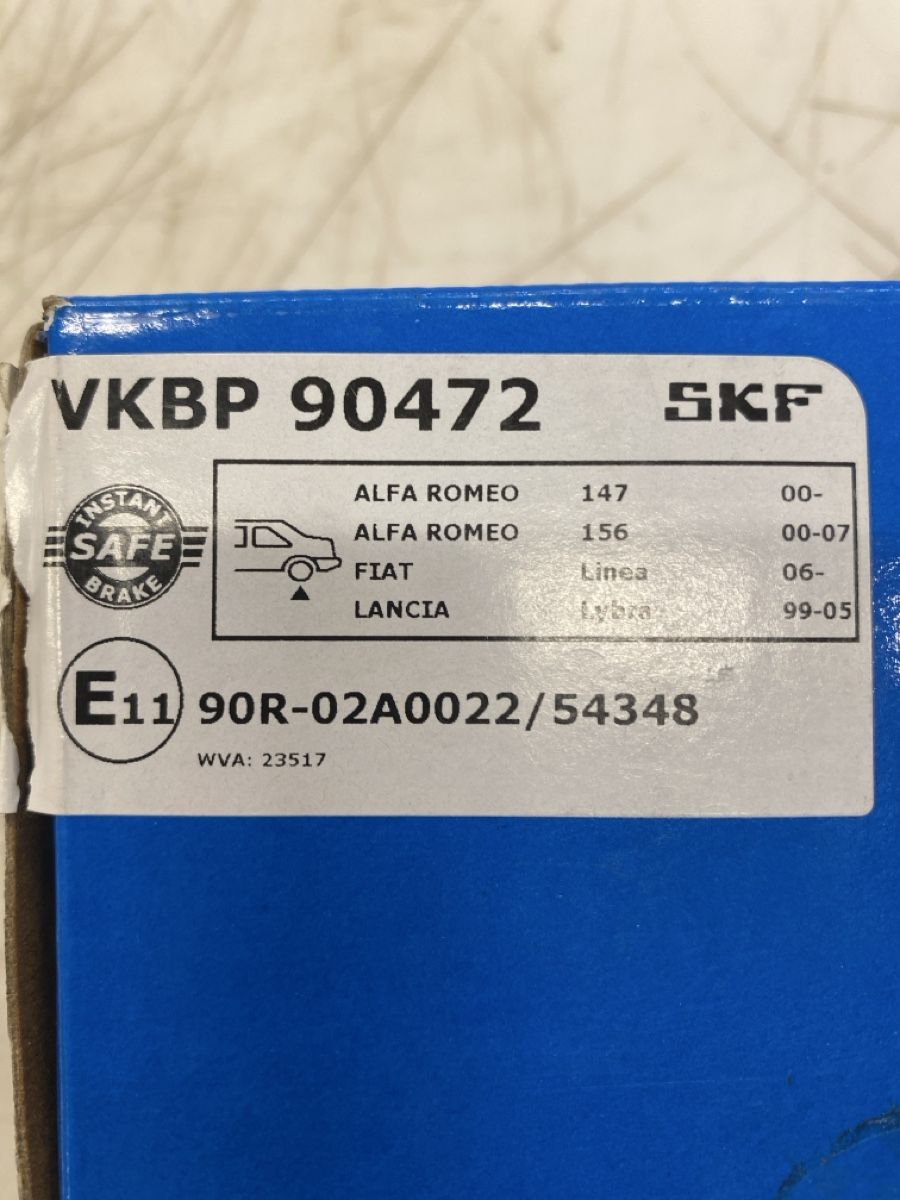 VKBP 90472 SKF
INSTANT
SAFE
BRAKE
ALFA ROMEO 147 00-
ALFA ROMEO 156 00-07
FIAT Linea 06-
LANCIA Lybra 99-05
E11 90R-02A0022/54348
WVA: 23517